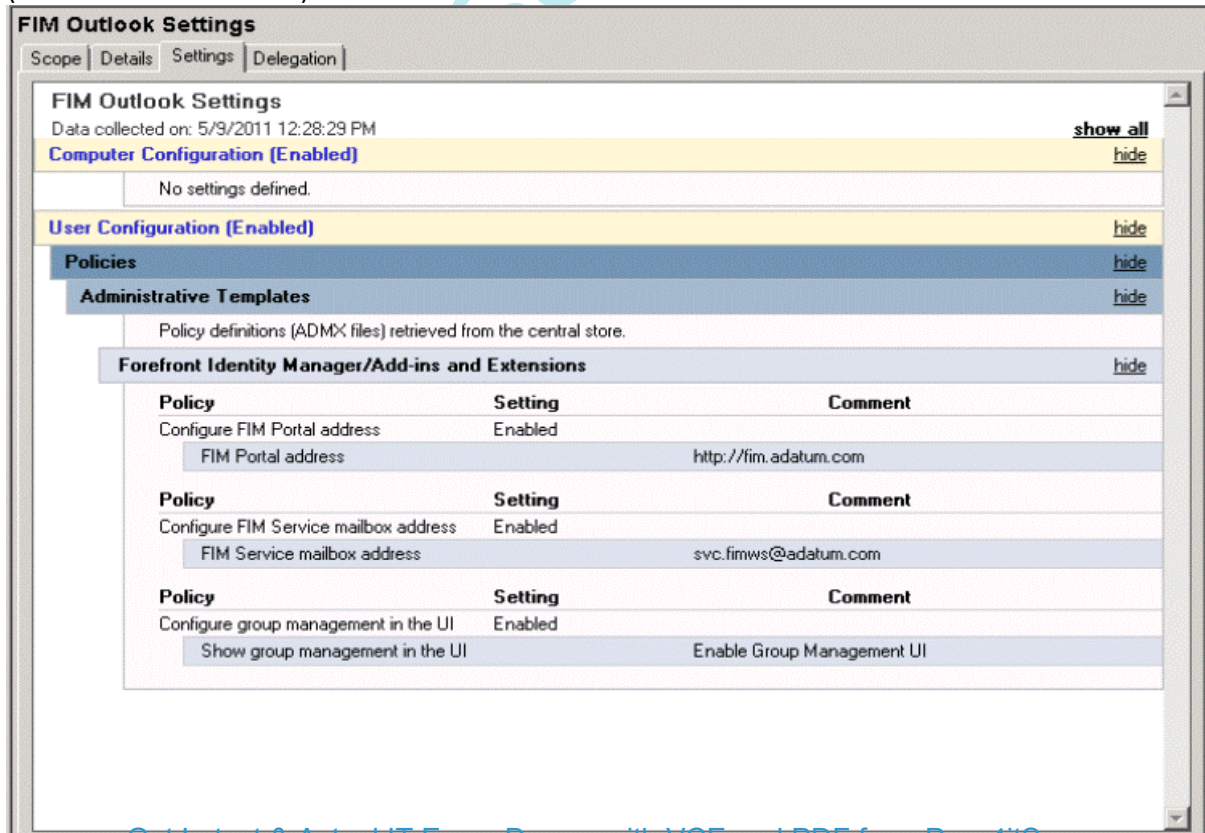 FIM Outlook Settings
Scope Details Settings Delegation
FIM Outlook Settings
Data collected on: 5/9/2011 12:28:29 PM show all
Computer Configuration (Enabled) hide
No settings defined.
User Configuration (Enabled) hide
Policies hide
Administrative Templates hide
Policy definitions (ADMX files) retrieved from the central store.
Forefront Identity Manager/Add-ins and Extensions hide
Policy Setting Comment
Configure FIM Portal address Enabled
FIM Portal address http://fim.adatum.com
Policy Setting Comment
Configure FIM Service mailbox address Enabled
FIM Service mailbox address svc.fimws@adatum.com
Policy Setting Comment
Configure group management in the UI Enabled
Show group management in the UI Enable Group Management UI